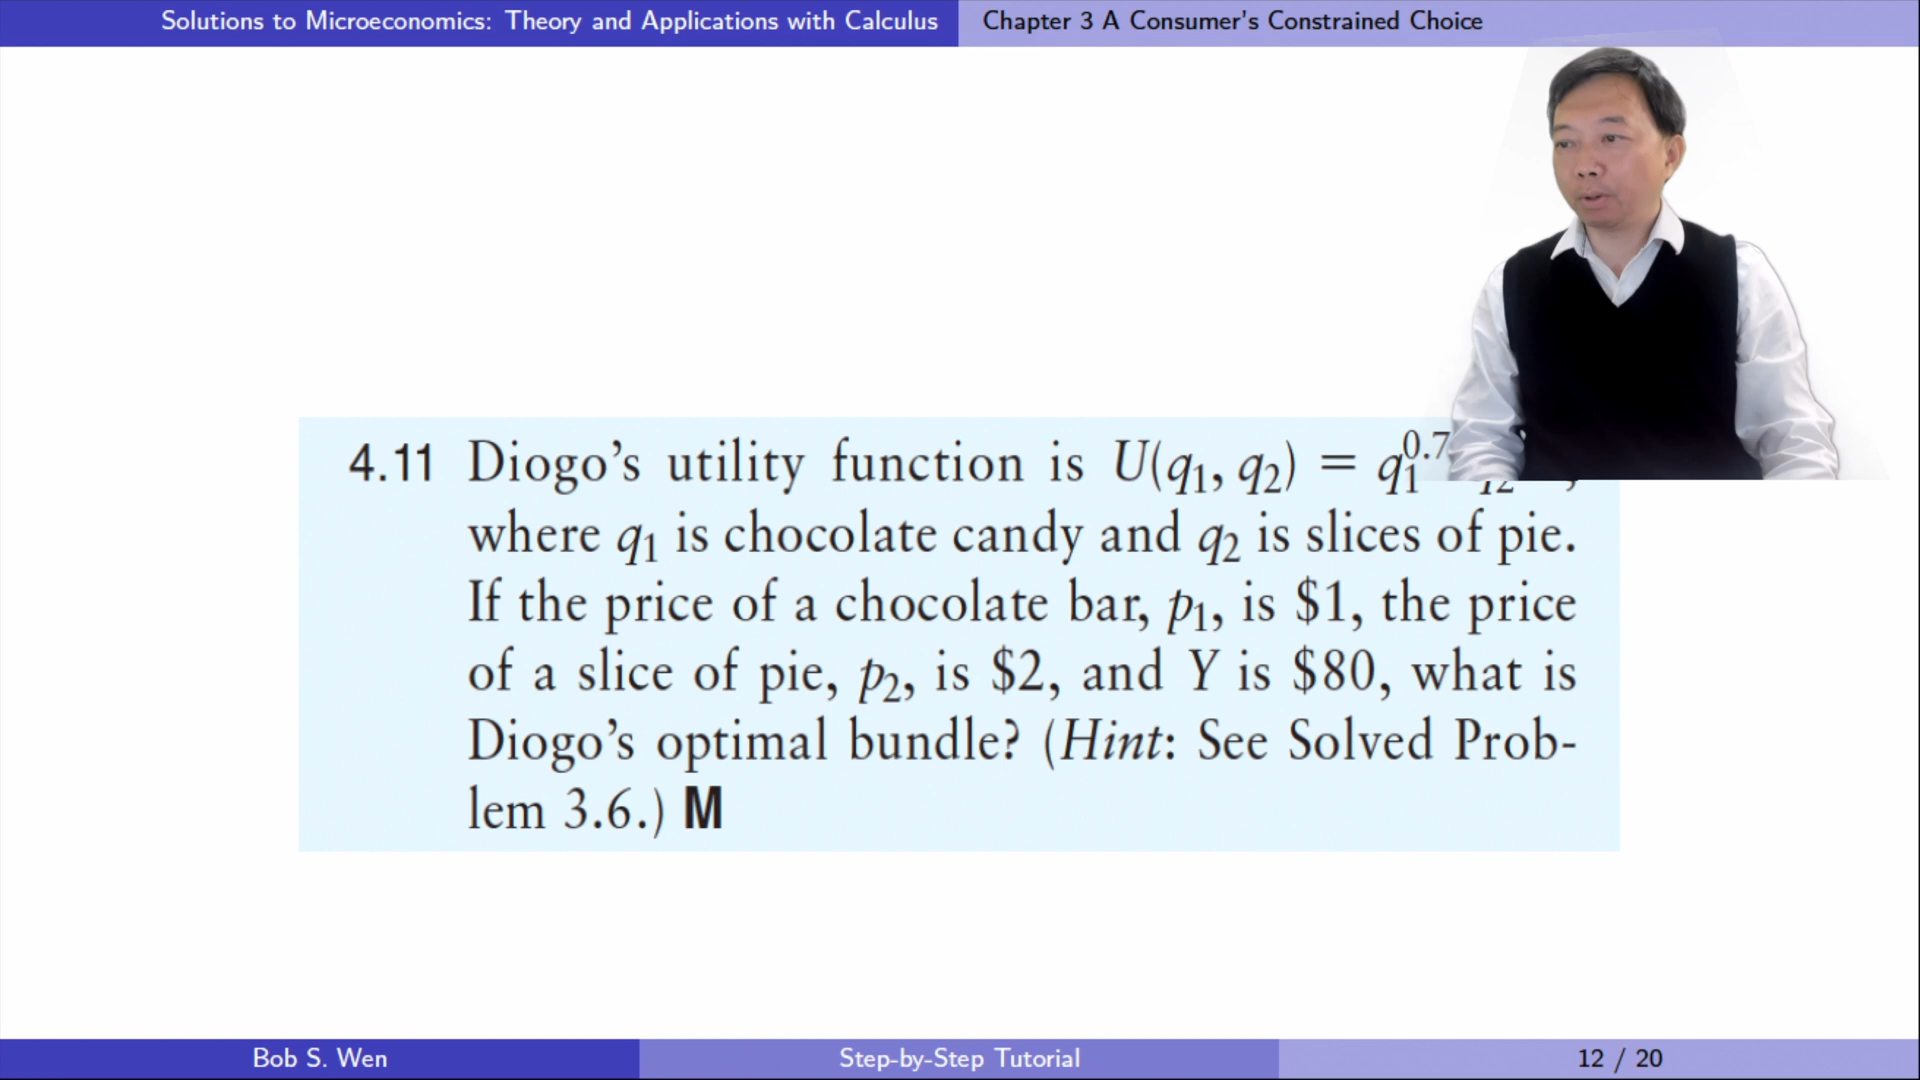 Solutions to Microeconomics: Theory and Applications with Calculus
Chapter 3 A Consumer's Constrained Choice
4.11 Diogo's utility function is U(q₁, q₂) = q₁^0.7
where q₁ is chocolate candy and q₂ is slices of pie.
If the price of a chocolate bar, p₁, is $1, the price
of a slice of pie, p₂, is $2, and Y is $80, what is
Diogo's optimal bundle? (Hint: See Solved Prob-
lem 3.6.) M
Bob S. Wen
Step-by-Step Tutorial
12 / 20